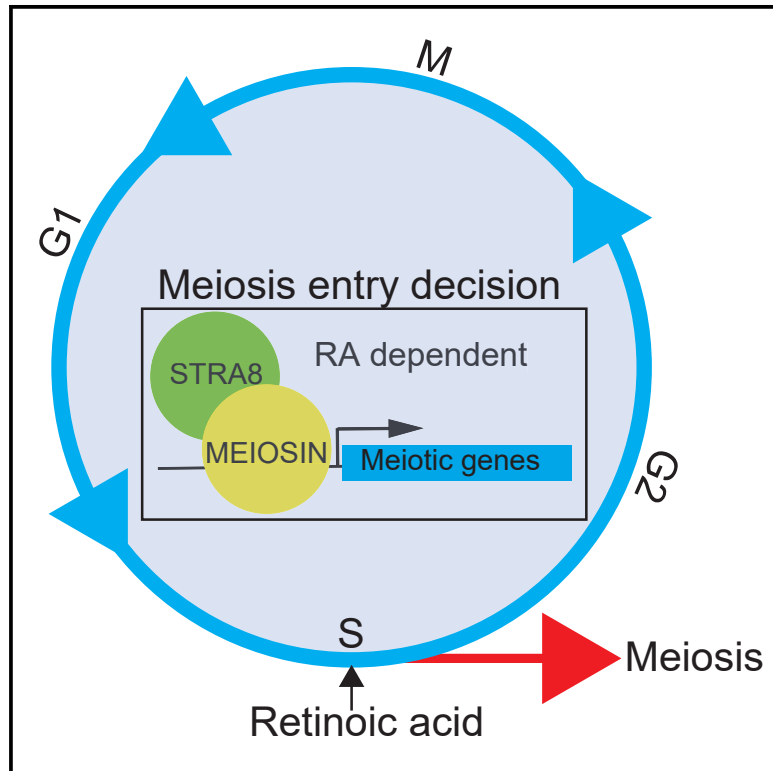 M
G1
Meiosis entry decision
STRA8
RA dependent
MEIOSIN
Meiotic genes
G2
S
Meiosis
Retinoic acid